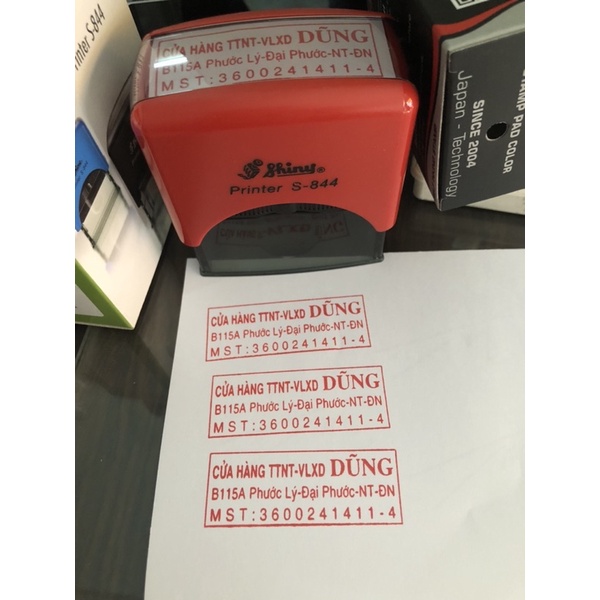 CỬA HÀNG TTNT-VLXD DŨNG
B115A Phước Lý-Đại Phước-NT-ĐN
MST:3600241411-4
Shiny®
Printer S-844
rinter S-844
STAMP PAD COLOR
SINCE 2004
Japan - Technology
CỬA HÀNG TTNT-VLXD DŨNG
B115A Phước Lý-Đại Phước-NT-ĐN
MST:3600241411-4
CỬA HÀNG TTNT-VLXD DŨNG
B115A Phước Lý-Đại Phước-NT-ĐN
MST:3600241411-4
CỬA HÀNG TTNT-VLXD DŨNG
B115A Phước Lý-Đại Phước-NT-ĐN
MST:3600241411-4